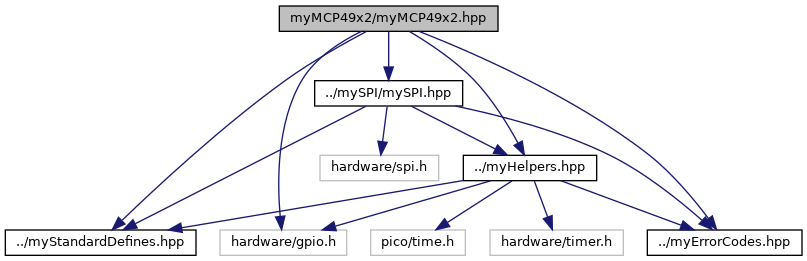 myMCP49x2/myMCP49x2.hpp
../mySPI/mySPI.hpp
hardware/spi.h
../myHelpers.hpp
../myStandardDefines.hpp
hardware/gpio.h
pico/time.h
hardware/timer.h
../myErrorCodes.hpp